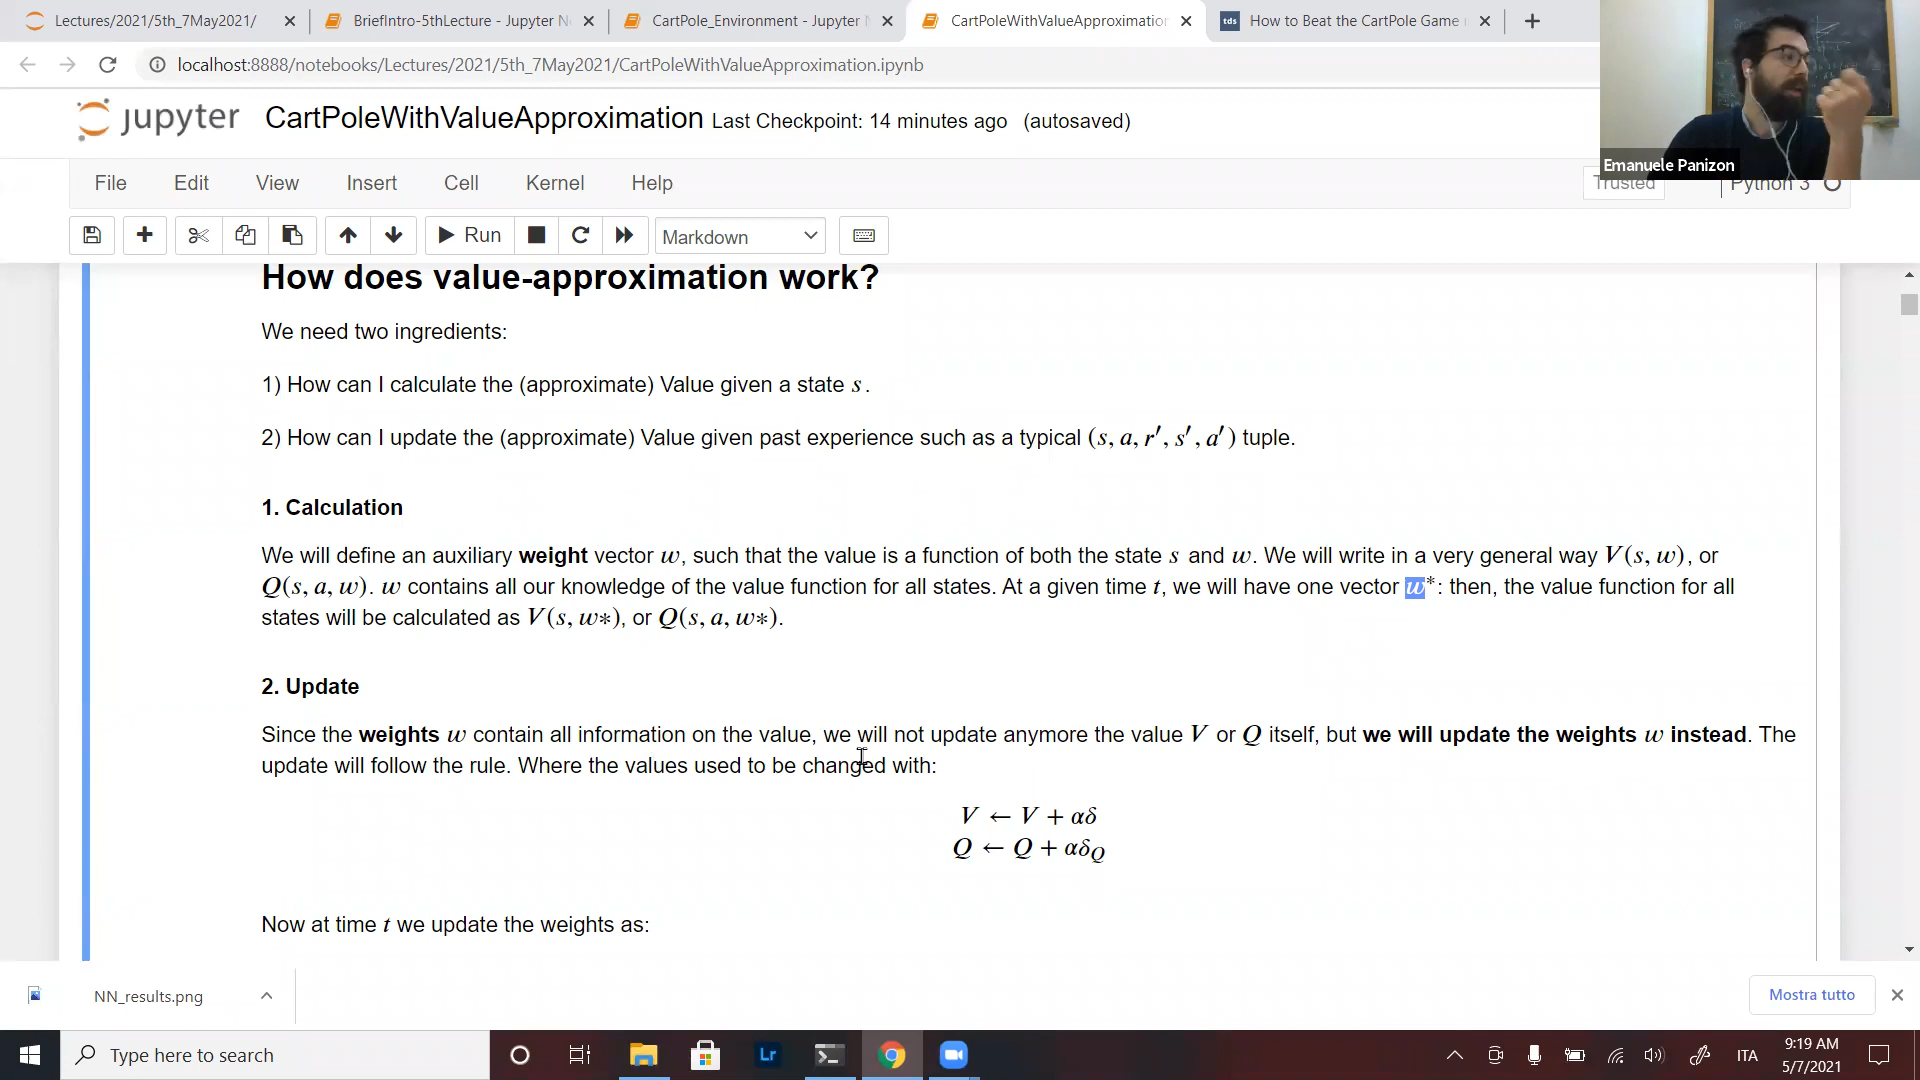 Lectures/2021/5th_7May2021/
BriefIntro-5thLecture - Jupyter N
CartPole_Environment - Jupyter
CartPoleWithValueApproximation
tds How to Beat the CartPole Game i
localhost:8888/notebooks/Lectures/2021/5th_7May2021/CartPoleWithValueApproximation.ipynb
jupyter CartPoleWithValueApproximation Last Checkpoint: 14 minutes ago (autosaved)
Emanuele Panizon
File Edit View Insert Cell Kernel Help Trusted Python 3
Run Markdown
How does value-approximation work?
We need two ingredients:
1) How can I calculate the (approximate) Value given a state s.
2) How can I update the (approximate) Value given past experience such as a typical (s, a, r′, s′, a′) tuple.
1. Calculation
We will define an auxiliary weight vector w, such that the value is a function of both the state s and w. We will write in a very general way V(s, w), or
Q(s, a, w). w contains all our knowledge of the value function for all states. At a given time t, we will have one vector w*: then, the value function for all
states will be calculated as V(s, w*), or Q(s, a, w*).
2. Update
Since the weights w contain all information on the value, we will not update anymore the value V or Q itself, but we will update the weights w instead. The
update will follow the rule. Where the values used to be changed with:
V ← V + αδ
Q ← Q + αδ_Q
Now at time t we update the weights as:
NN_results.png
Mostra tutto
Type here to search
Lr
ITA
9:19 AM
5/7/2021